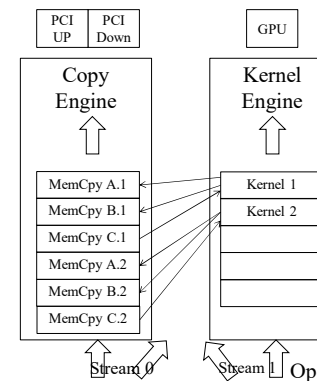 PCI
UP
PCI
Down
GPU
Copy
Engine
Kernel
Engine
MemCpy A.1
MemCpy B.1
MemCpy C.1
MemCpy A.2
MemCpy B.2
MemCpy C.2
Kernel 1
Kernel 2
Stream 0
Stream 1
Op